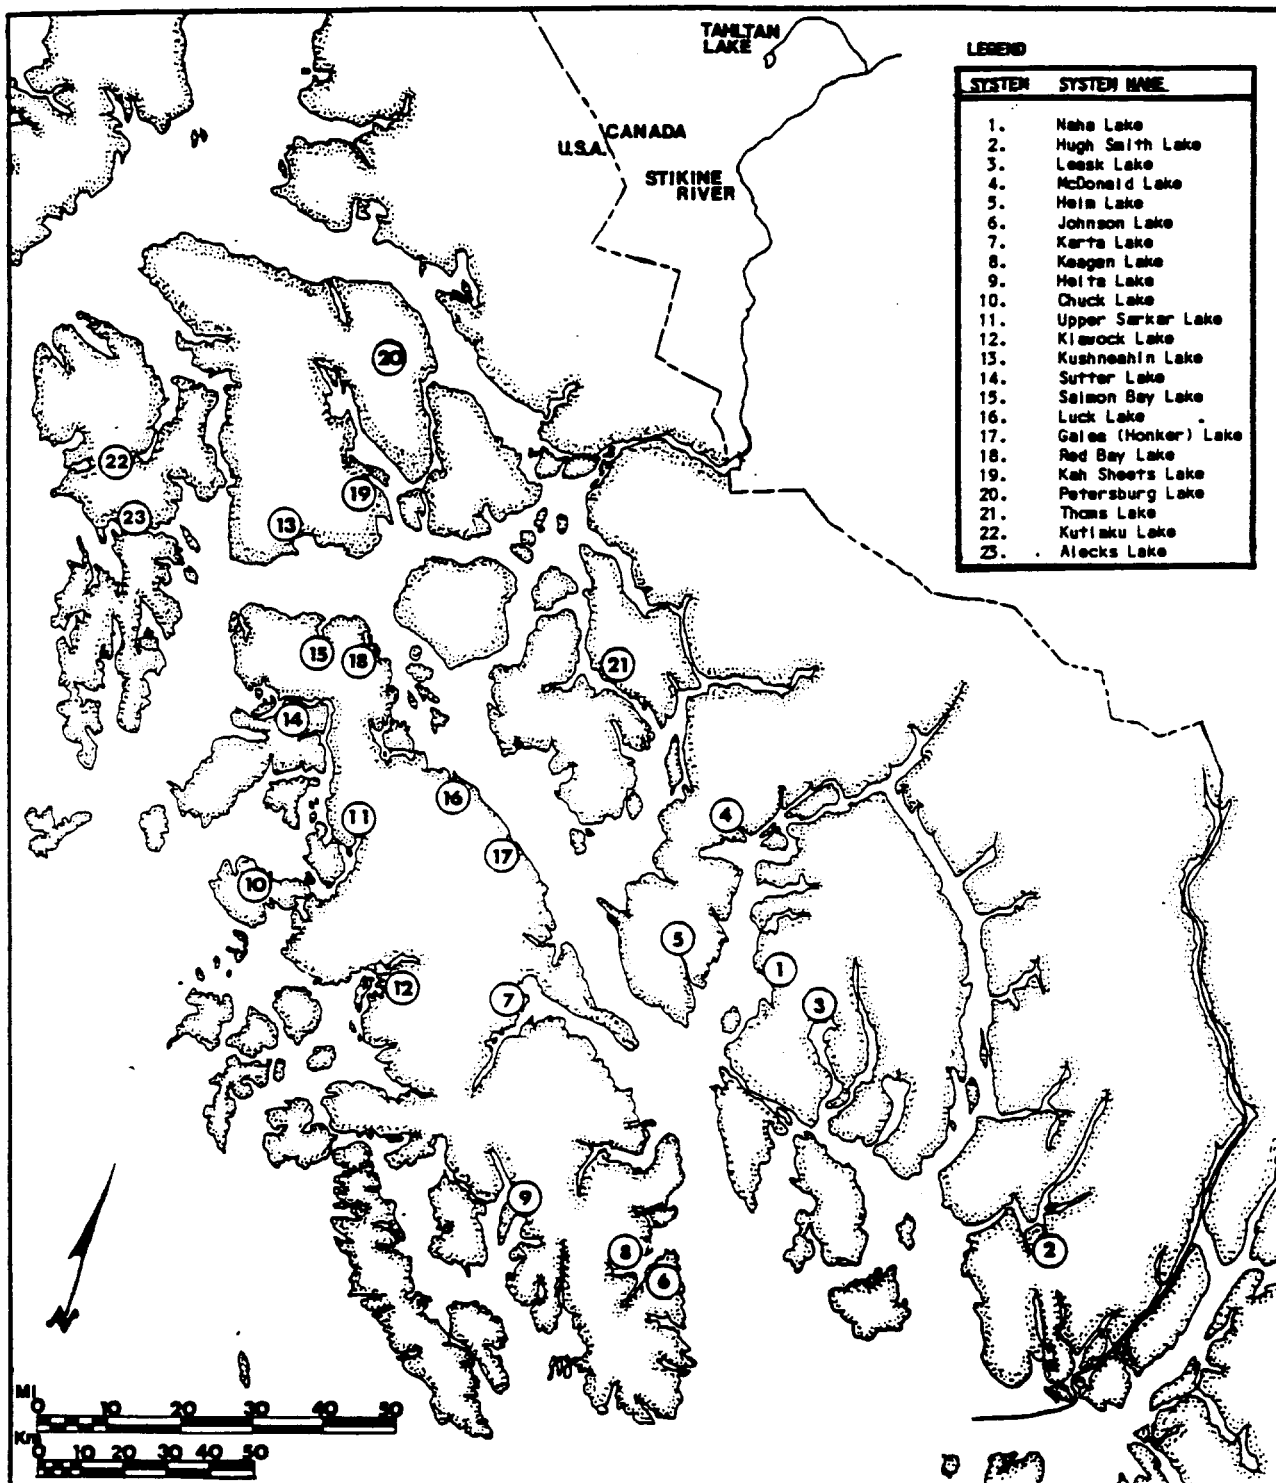 TAHLTAN
LAKE
CANADA
U.S.A.
STIKINE
RIVER
LEGEND
SYSTEM SYSTEM NAME
1. Naha Lake
2. Hugh Smith Lake
3. Leask Lake
4. McDonald Lake
5. Helm Lake
6. Johnson Lake
7. Karta Lake
8. Keagen Lake
9. Heita Lake
10. Chuck Lake
11. Upper Sarkar Lake
12. Klawock Lake
13. Kushneahin Lake
14. Sutter Lake
15. Salmon Bay Lake
16. Luck Lake
17. Galea (Honker) Lake
18. Red Bay Lake
19. Kah Sheets Lake
20. Petersburg Lake
21. Thoms Lake
22. Kutlaku Lake
23. Alecks Lake
20
22
19
23
13
15
18
21
14
16
4
11
17
10
5
1
12
7
3
9
8
2
6
N
MI
0 10 20 30 40 50
Km
0 10 20 30 40 50